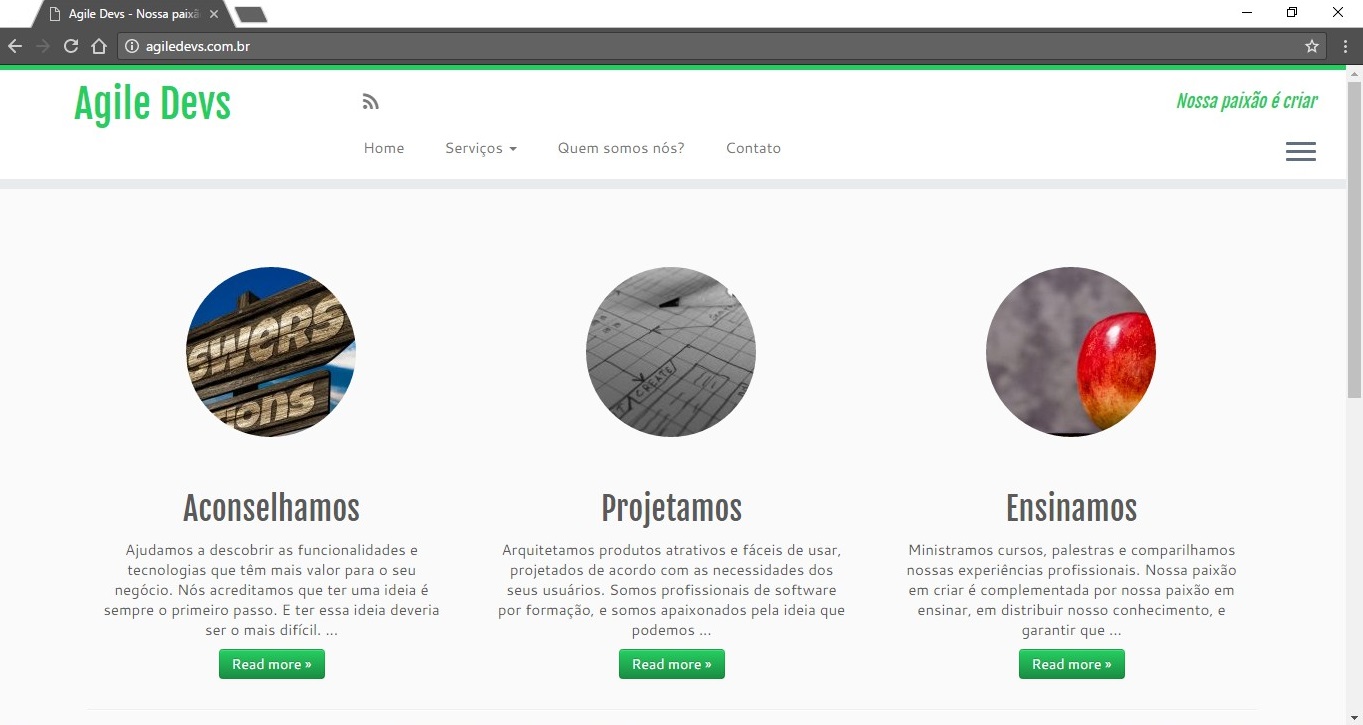 Agile Devs - Nossa paixã
agiledevs.com.br
Agile Devs
Nossa paixão é criar
Home Serviços Quem somos nós? Contato
SWERS
IONS
CREATE
Aconselhamos
Ajudamos a descobrir as funcionalidades e
tecnologias que têm mais valor para o seu
negócio. Nós acreditamos que ter uma ideia é
sempre o primeiro passo. E ter essa ideia deveria
ser o mais difícil. ...
Read more »
Projetamos
Arquitetamos produtos atrativos e fáceis de usar,
projetados de acordo com as necessidades dos
seus usuários. Somos profissionais de software
por formação, e somos apaixonados pela ideia que
podemos ...
Read more »
Ensinamos
Ministramos cursos, palestras e comparilhamos
nossas experiências profissionais. Nossa paixão
em criar é complementada por nossa paixão em
ensinar, em distribuir nosso conhecimento, e
garantir que ...
Read more »